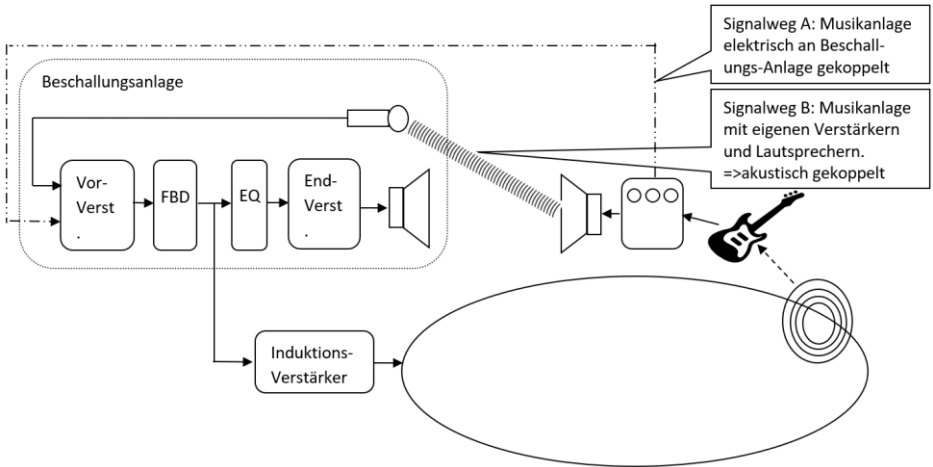 Signalweg A: Musikanlage
elektrisch an Beschall-
ungs-Anlage gekoppelt
Beschallungsanlage
Signalweg B: Musikanlage
mit eigenen Verstärkern
und Lautsprechern.
=>akustisch gekoppelt
Vor-
Verst
.
FBD
EQ
End-
Verst
.
Induktions-
Verstärker